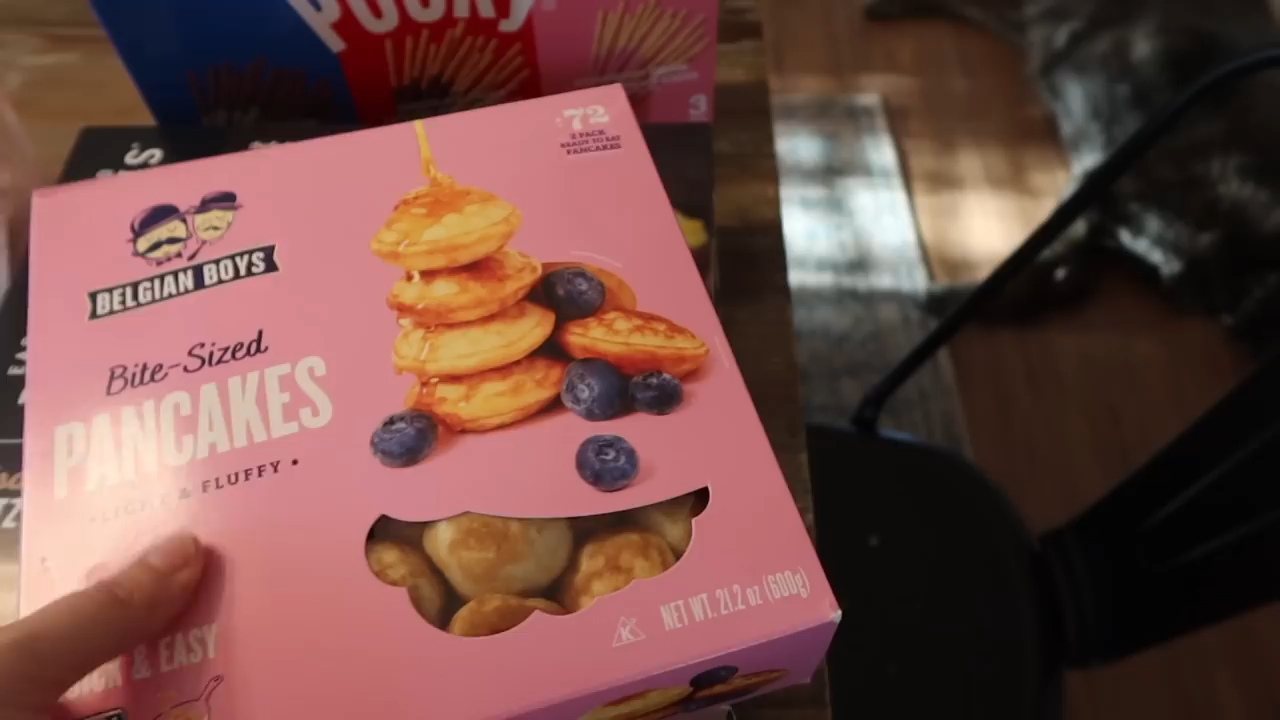 POCKY
3
72
2 PACK
READY TO EAT
PANCAKES
BELGIAN BOYS
Bite-Sized
PANCAKES
LIGHT & FLUFFY •
& EASY
K
NET WT. 21.2 oz (600g)